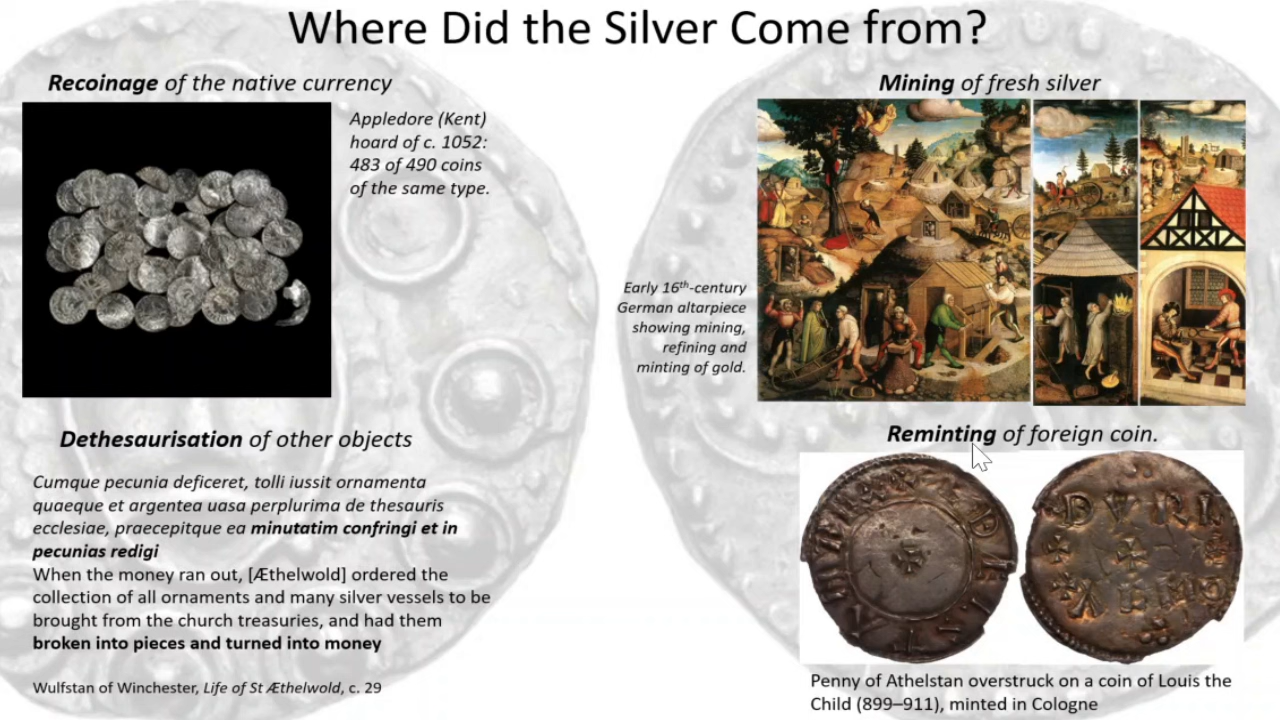 Where Did the Silver Come from?
Recoinage of the native currency
Appledore (Kent)
hoard of c. 1052:
483 of 490 coins
of the same type.
Dethesaurisation of other objects
Cumque pecunia deficeret, tolli iussit ornamenta
quaeque et argentea uasa perplurima de thesauris
ecclesiae, praecepitque ea minutatim confringi et in
pecunias redigi
When the money ran out, [Æthelwold] ordered the
collection of all ornaments and many silver vessels to be
brought from the church treasuries, and had them
broken into pieces and turned into money
Wulfstan of Winchester, Life of St Æthelwold, c. 29
Mining of fresh silver
Early 16th-century
German altarpiece
showing mining,
refining and
minting of gold.
Reminting of foreign coin.
Penny of Athelstan overstruck on a coin of Louis the
Child (899–911), minted in Cologne